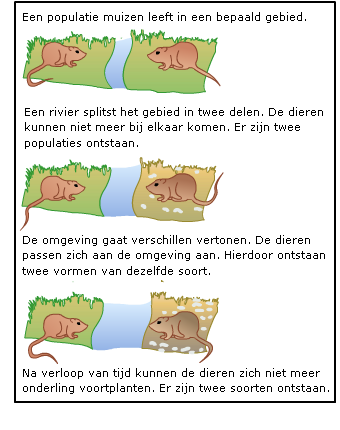 Een populatie muizen leeft in een bepaald gebied.
Een rivier splitst het gebied in twee delen. De dieren
kunnen niet meer bij elkaar komen. Er zijn twee
populaties ontstaan.
De omgeving gaat verschillen vertonen. De dieren
passen zich aan de omgeving aan. Hierdoor ontstaan
twee vormen van dezelfde soort.
Na verloop van tijd kunnen de dieren zich niet meer
onderling voortplanten. Er zijn twee soorten ontstaan.